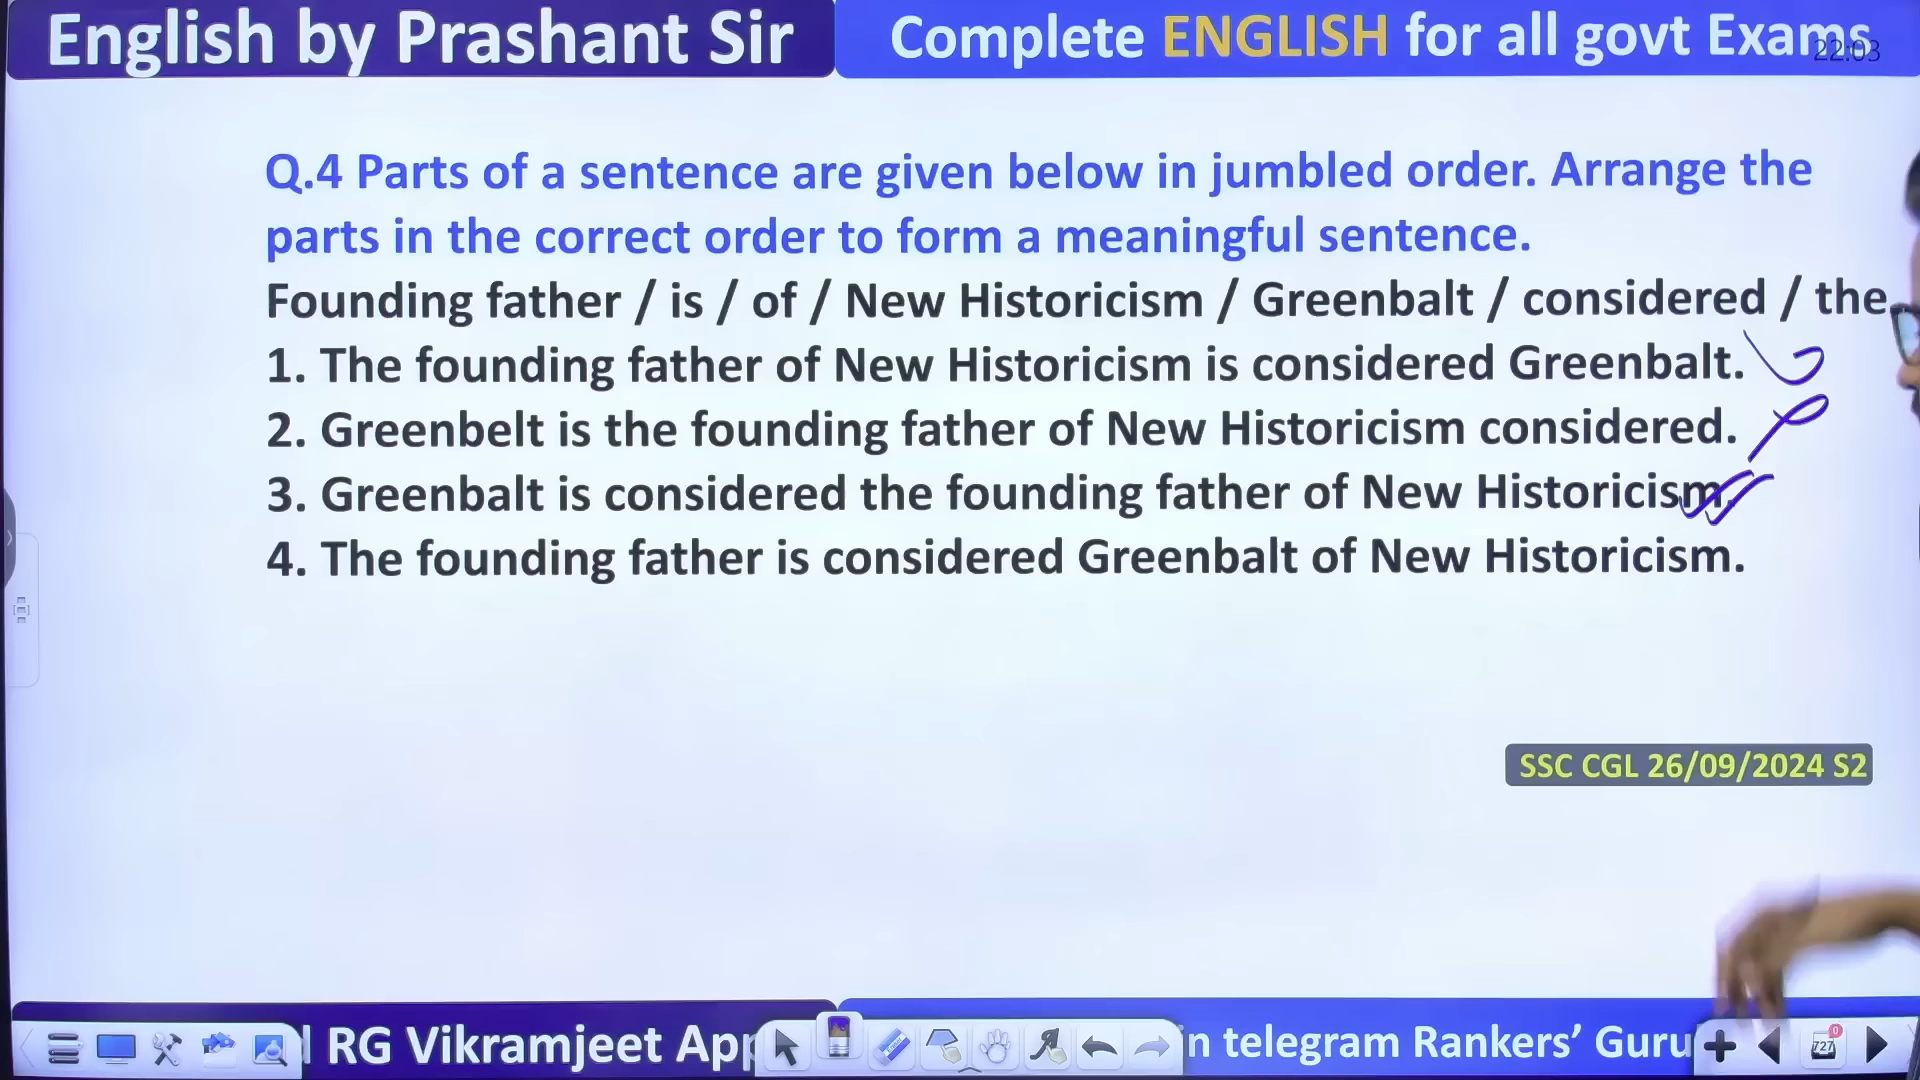 English by Prashant Sir
Complete ENGLISH for all govt Exams
22:03
Q.4 Parts of a sentence are given below in jumbled order. Arrange the
parts in the correct order to form a meaningful sentence.
Founding father / is / of / New Historicism / Greenbalt / considered / the
1. The founding father of New Historicism is considered Greenbalt.
2. Greenbelt is the founding father of New Historicism considered.
3. Greenbalt is considered the founding father of New Historicism.
4. The founding father is considered Greenbalt of New Historicism.
SSC CGL 26/09/2024 S2
RG Vikramjeet App
in telegram Rankers' Guru
727
0